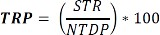 TRP = (STR / NTDP) * 100